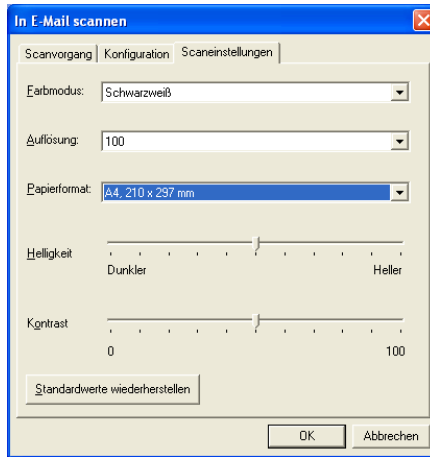 In E-Mail scannen
Scanvorgang Konfiguration Scaneinstellungen
Farbmodus: Schwarzweiß
Auflösung: 100
Papierformat: A4, 210 x 297 mm
Helligkeit
Dunkler Heller
Kontrast
0 100
Standardwerte wiederherstellen
OK Abbrechen